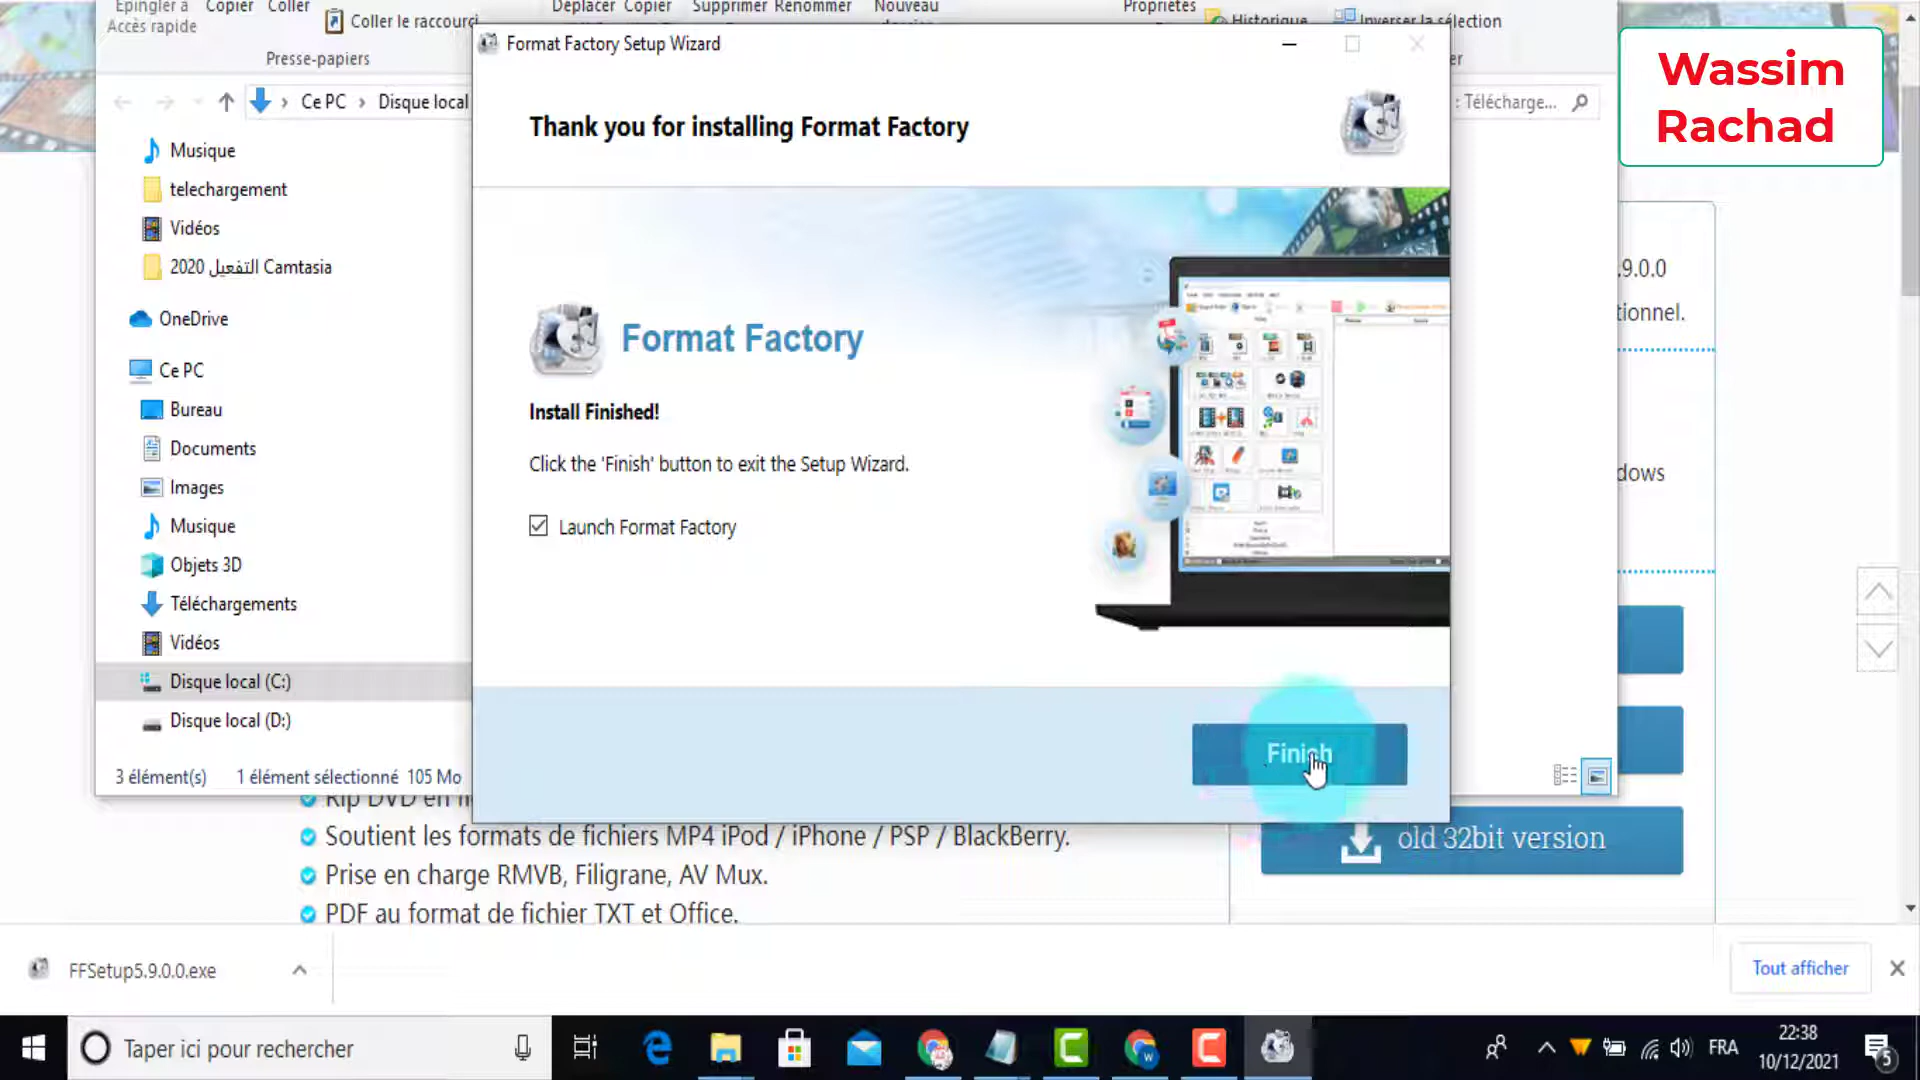 Epingler à
Accès rapide
Copier
Coller
Coller le raccourci
Presse-papiers
Déplacer Copier
Supprimer Renommer
Nouveau
Propriétés
Historique
Inverser la sélection
Wassim
Rachad
Format Factory Setup Wizard
Ce PC
Disque local
Télécharge...
Thank you for installing Format Factory
Musique
telechargement
Vidéos
التفعيل 2020 Camtasia
OneDrive
Ce PC
Bureau
Documents
Images
Musique
Objets 3D
Téléchargements
Vidéos
Disque local (C:)
Disque local (D:)
3 élément(s)
1 élément sélectionné 105 Mo
Format Factory
Install Finished!
Click the 'Finish' button to exit the Setup Wizard.
Launch Format Factory
Finish
.9.0.0
tionnel.
dows
Soutient les formats de fichiers MP4 iPod / iPhone / PSP / BlackBerry.
Prise en charge RMVB, Filigrane, AV Mux.
PDF au format de fichier TXT et Office.
old 32bit version
FFSetup5.9.0.0.exe
Tout afficher
Taper ici pour rechercher
FRA
22:38
10/12/2021
5